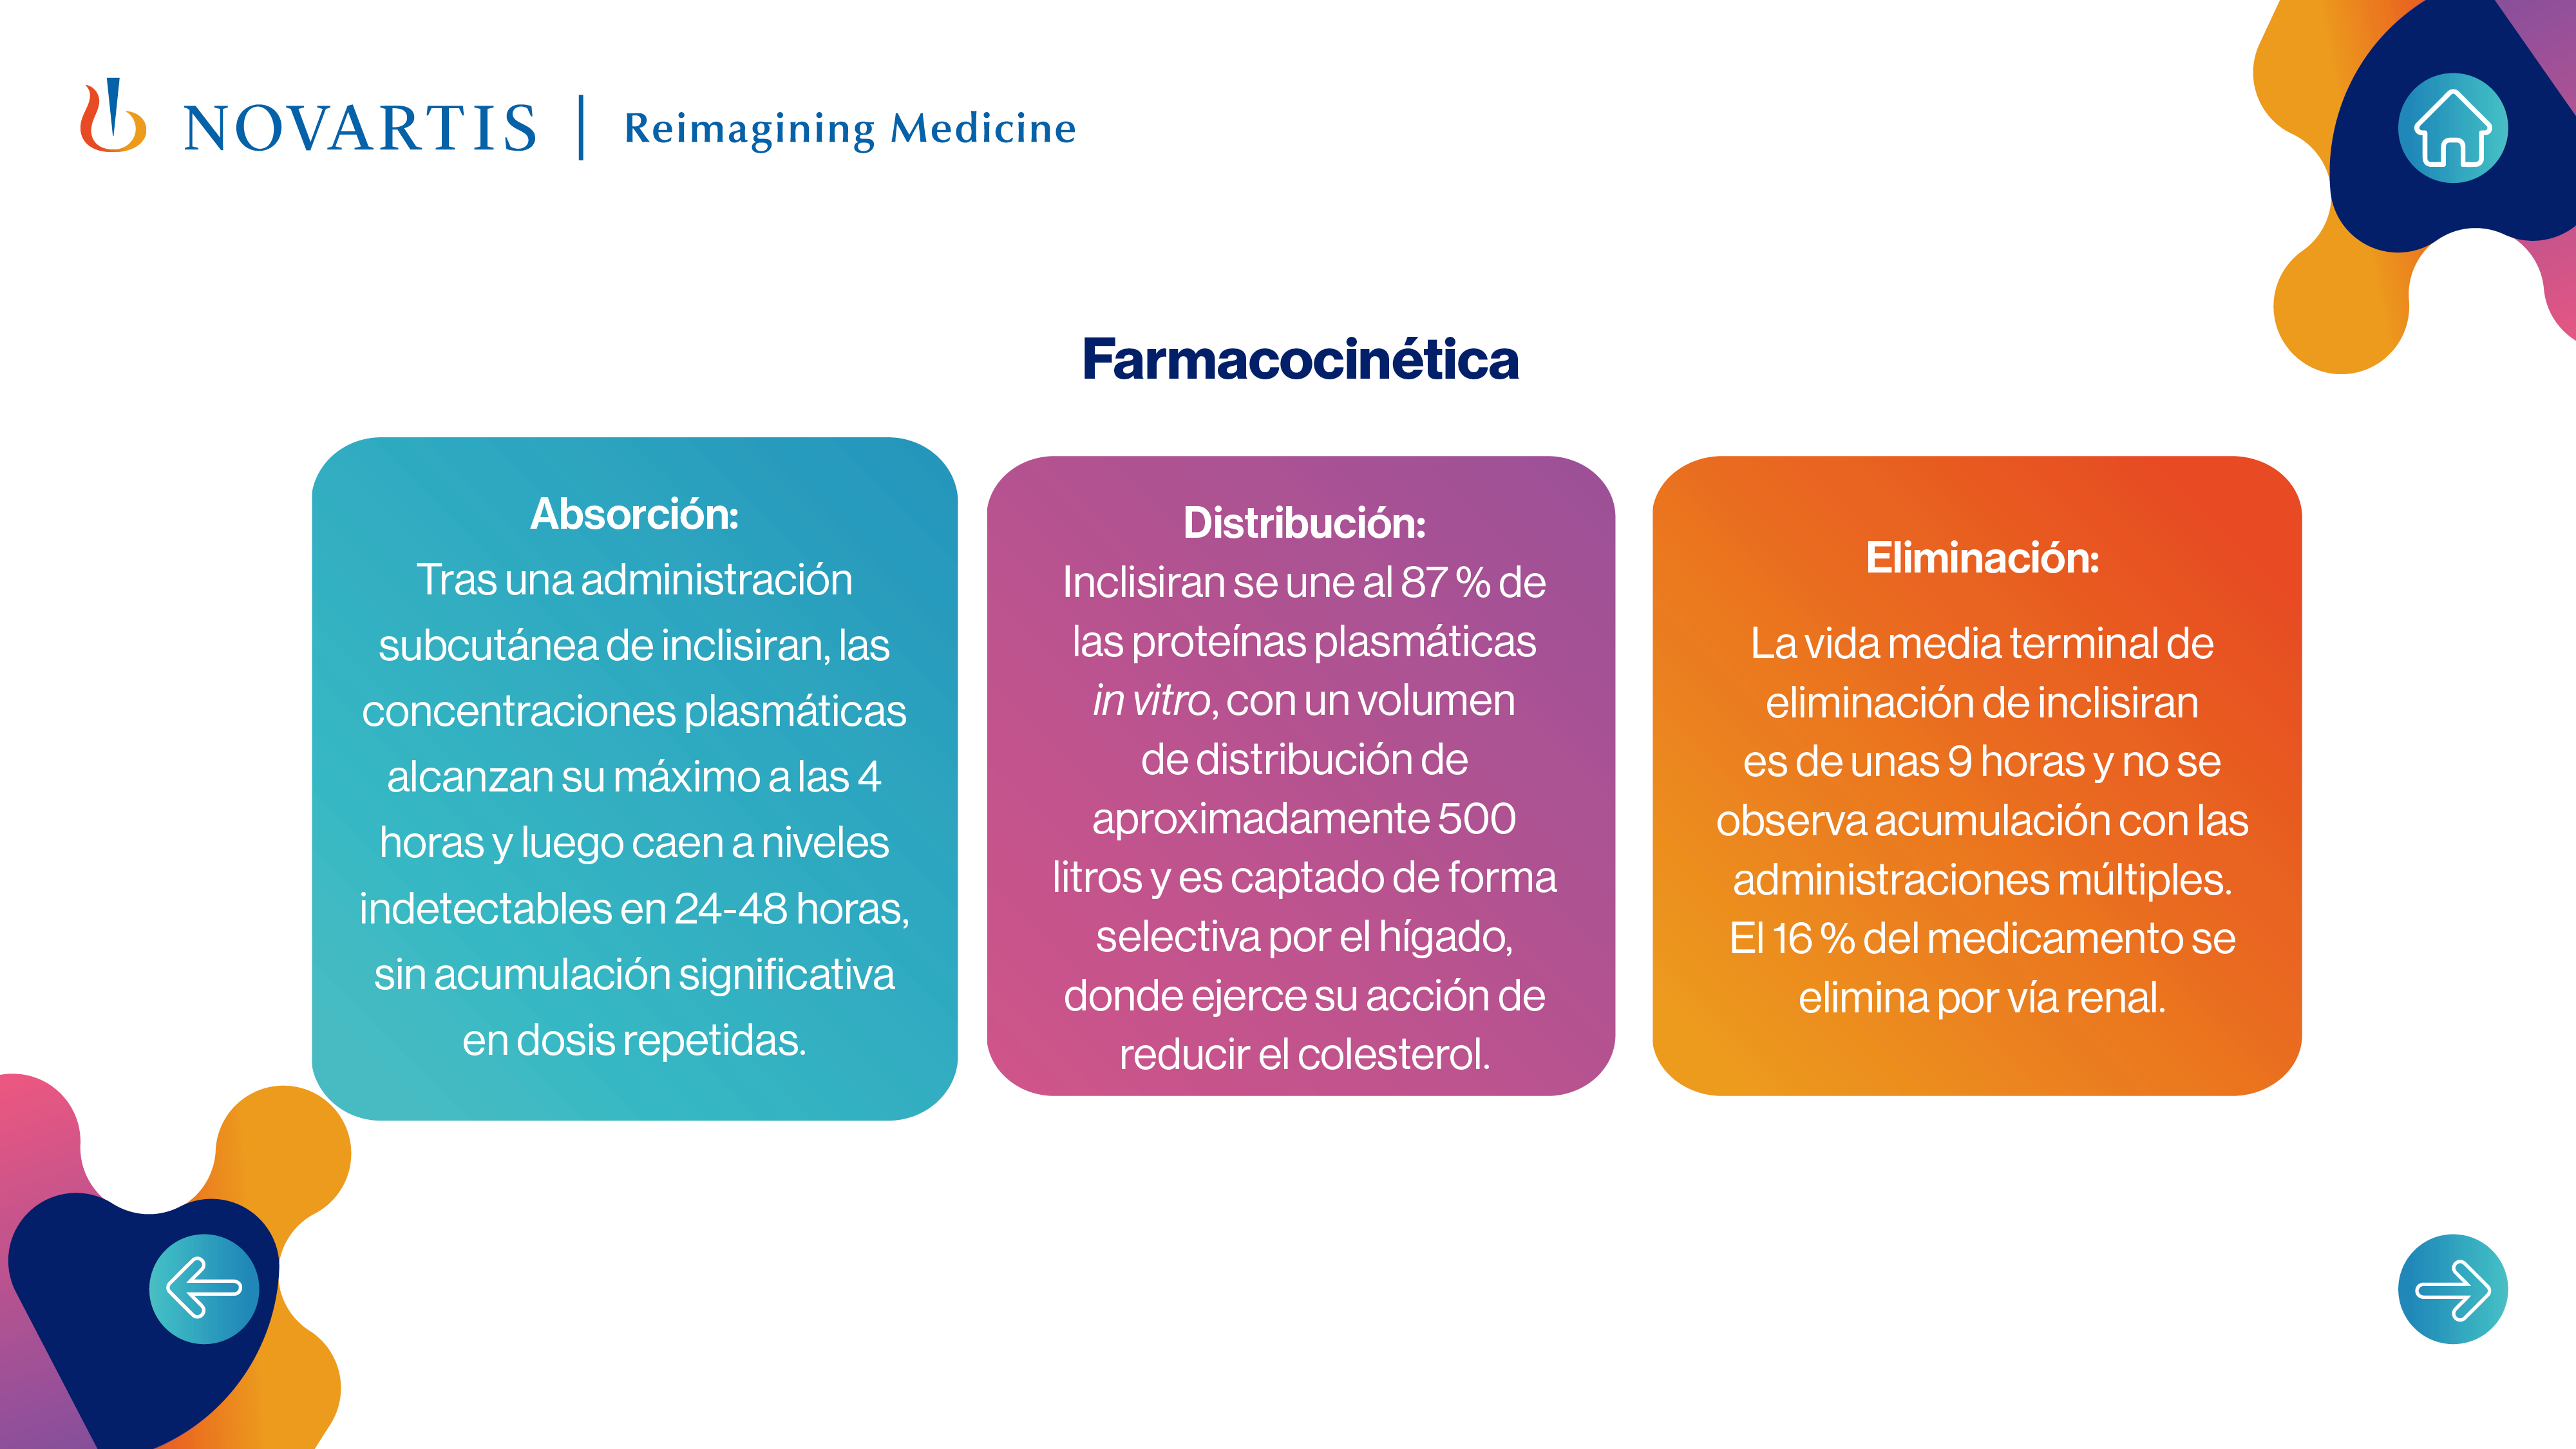 NOVARTIS | Reimagining Medicine
Farmacocinética
Absorción:
Tras una administración
subcutánea de inclisiran, las
concentraciones plasmáticas
alcanzan su máximo a las 4
horas y luego caen a niveles
indetectables en 24-48 horas,
sin acumulación significativa
en dosis repetidas.
Distribución:
Inclisiran se une al 87 % de
las proteínas plasmáticas
in vitro, con un volumen
de distribución de
aproximadamente 500
litros y es captado de forma
selectiva por el hígado,
donde ejerce su acción de
reducir el colesterol.
Eliminación:
La vida media terminal de
eliminación de inclisiran
es de unas 9 horas y no se
observa acumulación con las
administraciones múltiples.
El 16 % del medicamento se
elimina por vía renal.